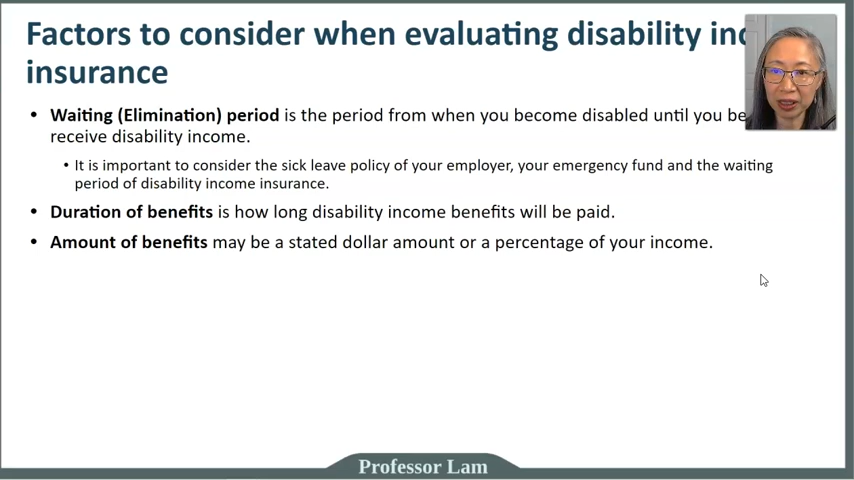 Factors to consider when evaluating disability inc
insurance
• Waiting (Elimination) period is the period from when you become disabled until you be
receive disability income.
• It is important to consider the sick leave policy of your employer, your emergency fund and the waiting
period of disability income insurance.
• Duration of benefits is how long disability income benefits will be paid.
• Amount of benefits may be a stated dollar amount or a percentage of your income.
Professor Lam